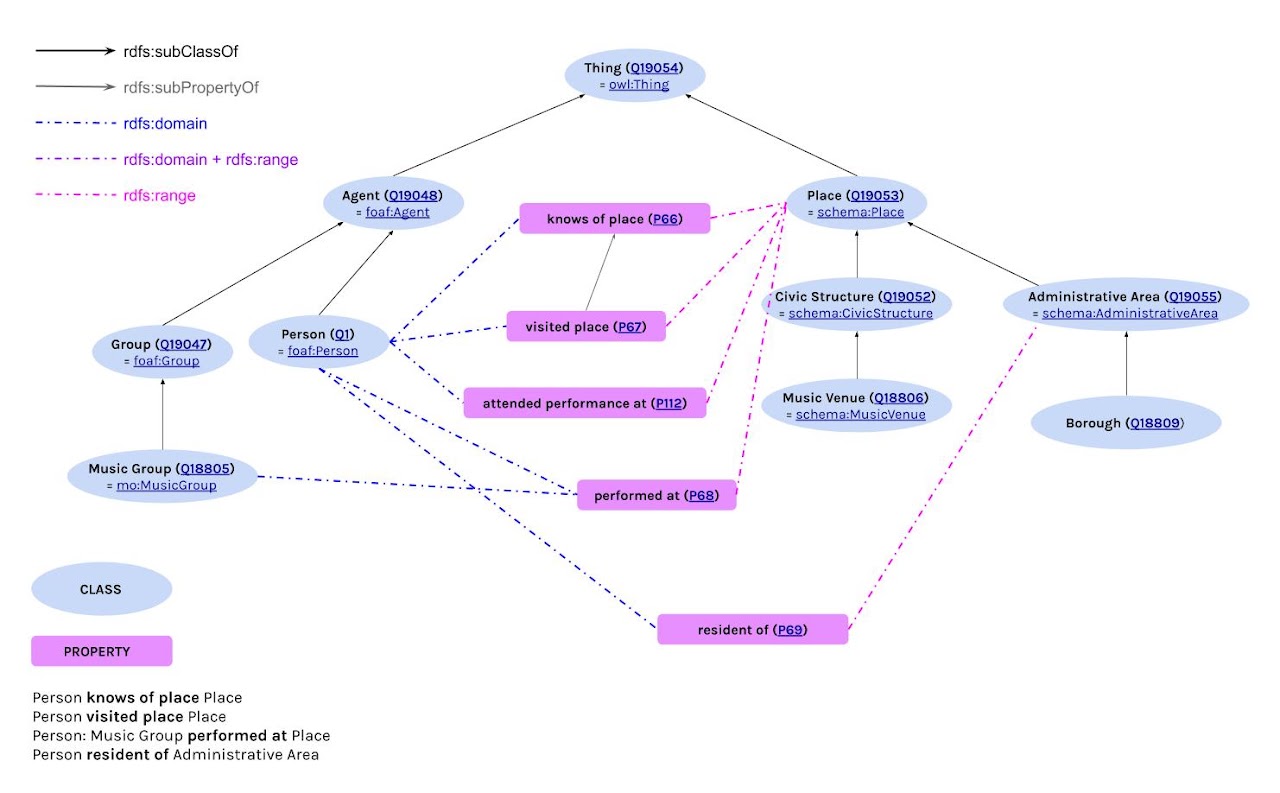 rdfs:subClassOf
rdfs:subPropertyOf
rdfs:domain
rdfs:domain + rdfs:range
rdfs:range
Thing (Q19054)
= owl:Thing
Agent (Q19048)
= foaf:Agent
Place (Q19053)
= schema:Place
knows of place (P66)
Civic Structure (Q19052)
= schema:CivicStructure
Administrative Area (Q19055)
= schema:AdministrativeArea
visited place (P67)
Group (Q19047)
= foaf:Group
Person (Q1)
= foaf:Person
attended performance at (P112)
Music Venue (Q18806)
= schema:MusicVenue
Borough (Q18809)
Music Group (Q18805)
= mo:MusicGroup
performed at (P68)
resident of (P69)
CLASS
PROPERTY
Person knows of place Place
Person visited place Place
Person: Music Group performed at Place
Person resident of Administrative Area